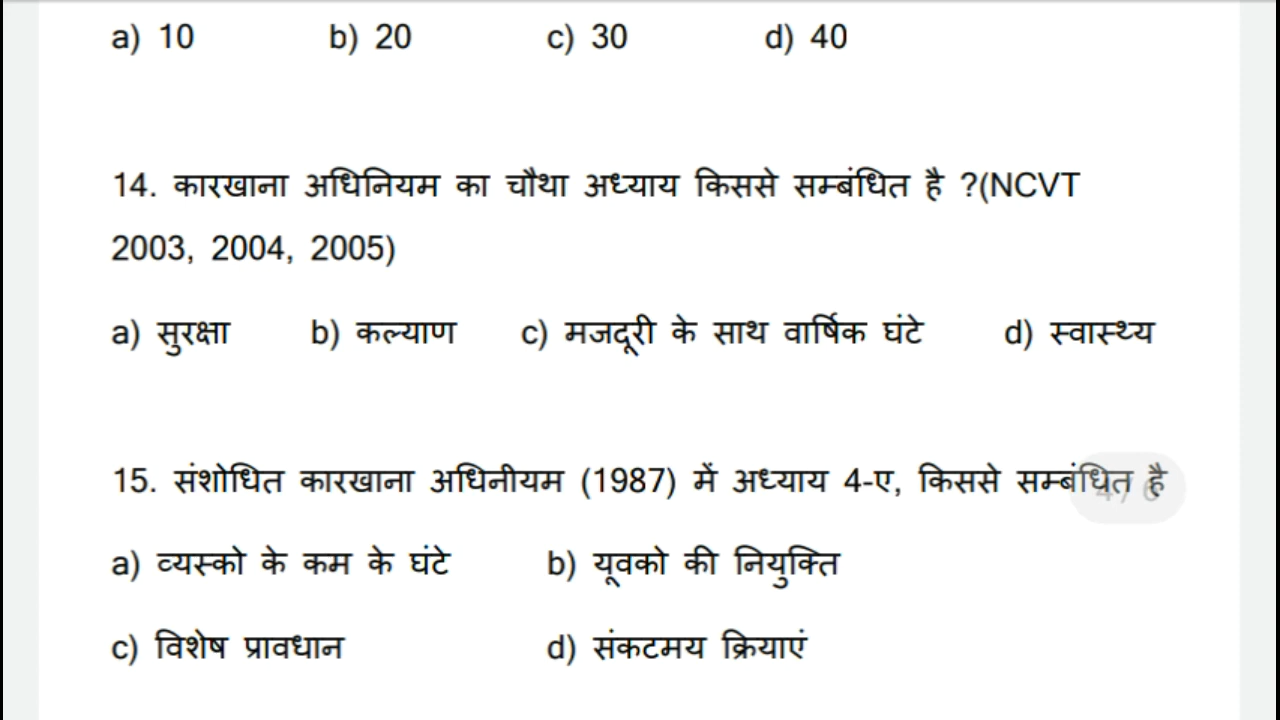 a) 10 b) 20 c) 30 d) 40
14. कारखाना अधिनियम का चौथा अध्याय किससे सम्बंधित है ?(NCVT
2003, 2004, 2005)
a) सुरक्षा b) कल्याण c) मजदूरी के साथ वार्षिक घंटे d) स्वास्थ्य
15. संशोधित कारखाना अधिनीयम (1987) में अध्याय 4-ए, किससे सम्बंधित है
a) व्यस्को के कम के घंटे b) यूवको की नियुक्ति
c) विशेष प्रावधान d) संकटमय क्रियाएं